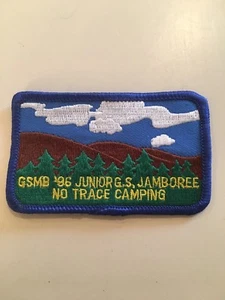 GSMB '96 JUNIOR G.S. JAMBOREE
NO TRACE CAMPING